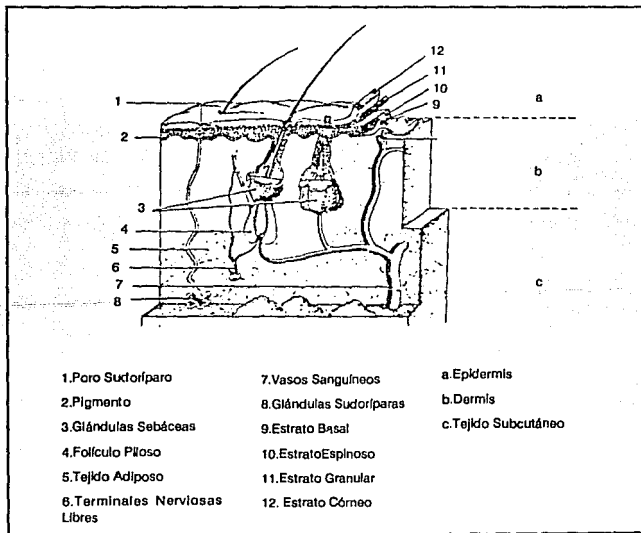 12
11
10
9
1
a
2
b
3
4
5
6
c
7
8
1.Poro Sudoríparo
2.Pigmento
3.Glándulas Sebáceas
4.Folículo Piloso
5.Tejido Adiposo
6.Terminales Nerviosas
Libres
7.Vasos Sanguíneos
8.Glándulas Sudoríparas
9.Estrato Basal
10.EstratoEspinoso
11.Estrato Granular
12. Estrato Córneo
a.Epidermis
b.Dermis
c.Tejido Subcutáneo